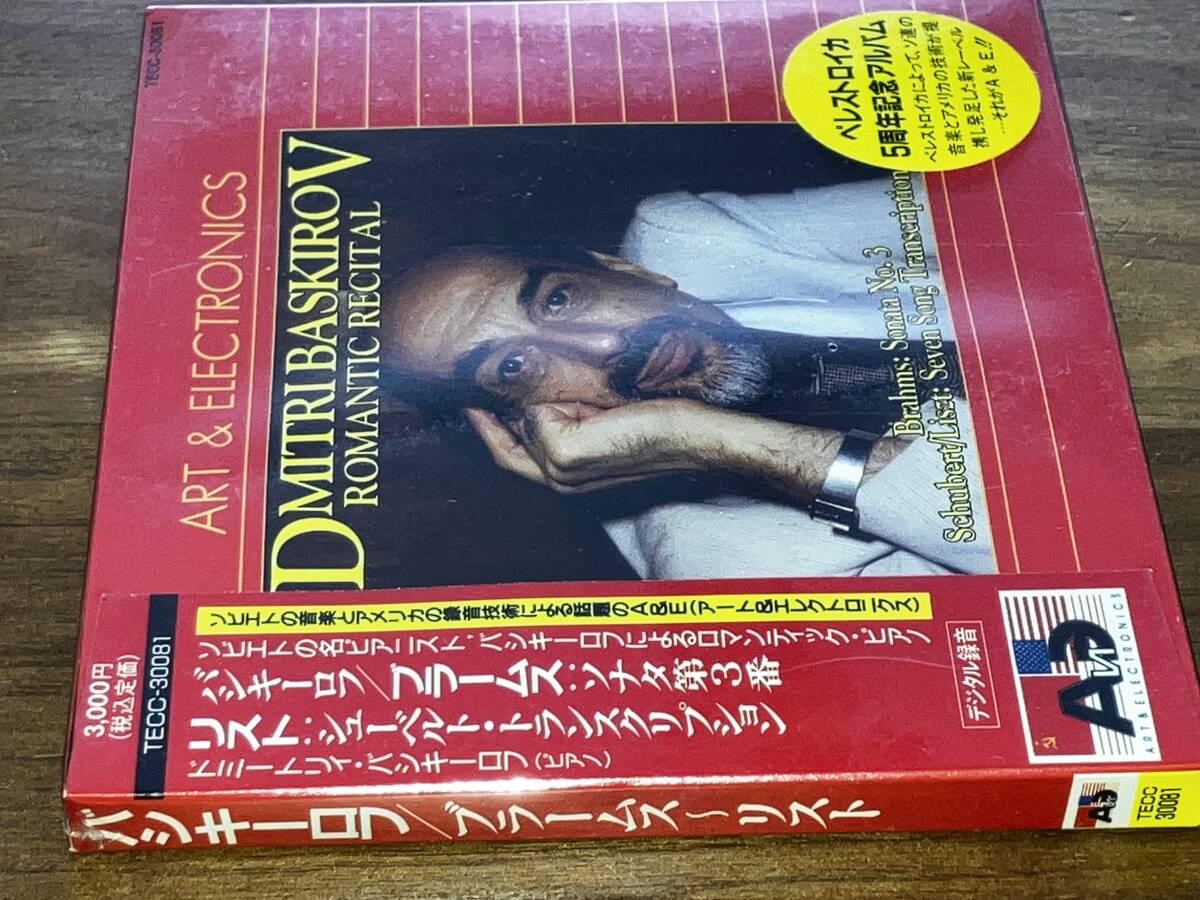 TECC-30081
ART & ELECTRONICS
DMITRI BASKIROV
ROMANTIC RECITAL
Brahms: Sonata No. 3
Schubert/Liszt: Seven Song Transcription
ペレストロイカ
5周年記念アルバム
ペレストロイカによって、ソ連の
音楽とアメリカの技術が提
携し発足した新レーベル
…それがA & E!!
3,000円
(税込定価)
TECC-30081
ソビエトの音楽とアメリカの録音技術による話題のA&E(アート&エレクトロニクス)
ソビエトの名ピアニスト・バシキーロフによるロマンティック・ピアノ
バシキーロフ/ブラームス:ソナタ第3番
リスト:シューベルト・トランスクリプション
ドミートリィ・バシキーロフ(ピアノ)
デジタル録音
A&E
ART & ELECTRONICS
バシキーロフ/ブラームス〜リスト
TECC
30081